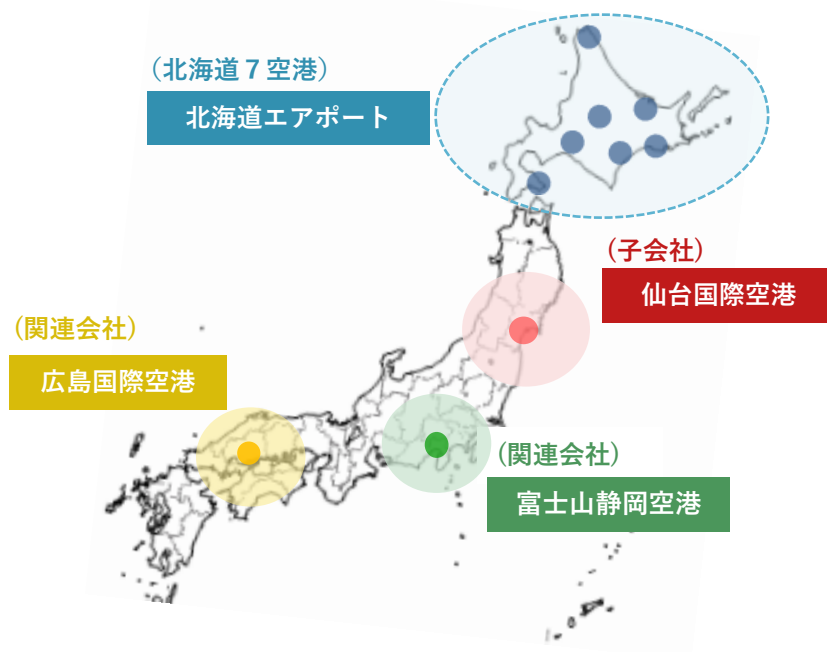 （北海道７空港）
北海道エアポート
（子会社）
仙台国際空港
（関連会社）
広島国際空港
（関連会社）
富士山静岡空港